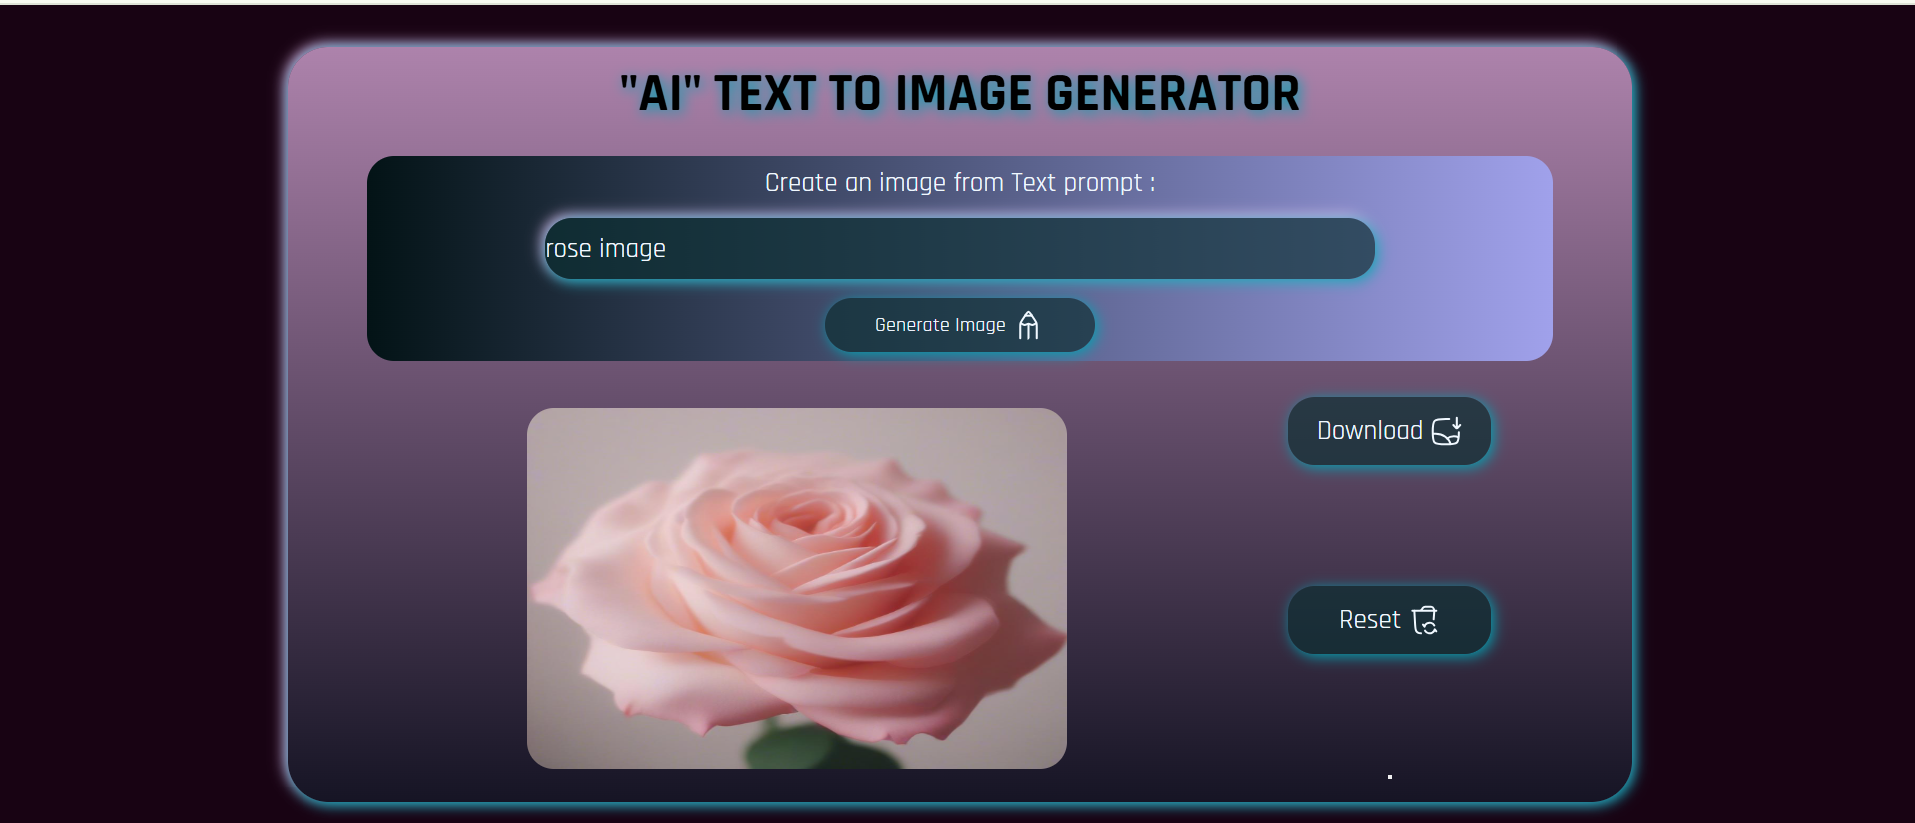 "AI" TEXT TO IMAGE GENERATOR
Create an image from Text prompt :
rose image
Generate Image
Download
Reset
.